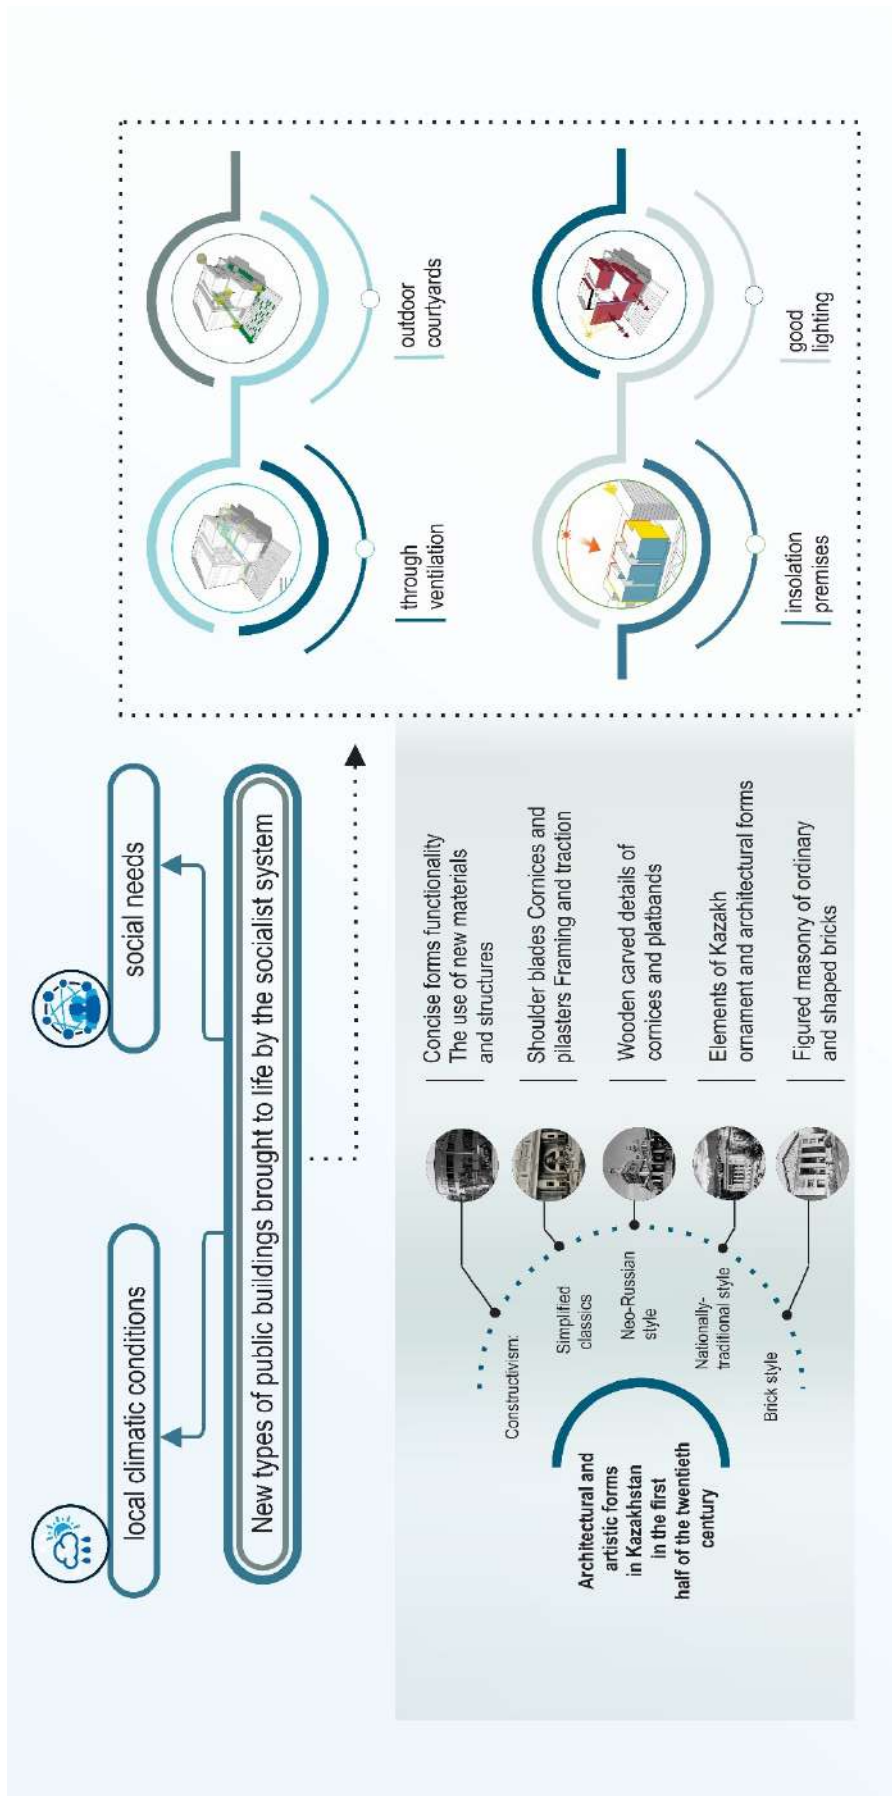 local climatic conditions
social needs
New types of public buildings brought to life by the socialist system
Architectural and
artistic forms
in Kazakhstan
in the first
half of the twentieth
century
Constructivism:
Simplified
classics
Neo-Russian
style
Nationally-
traditional style
Brick style
Concise forms functionality
The use of new materials
and structures
Shoulder blades Cornices and
pilasters Framing and traction
Wooden carved details of
cornices and platbands
Elements of Kazakh
ornament and architectural forms
Figured masonry of ordinary
and shaped bricks
through
ventilation
outdoor
courtyards
insolation
premises
good
lighting